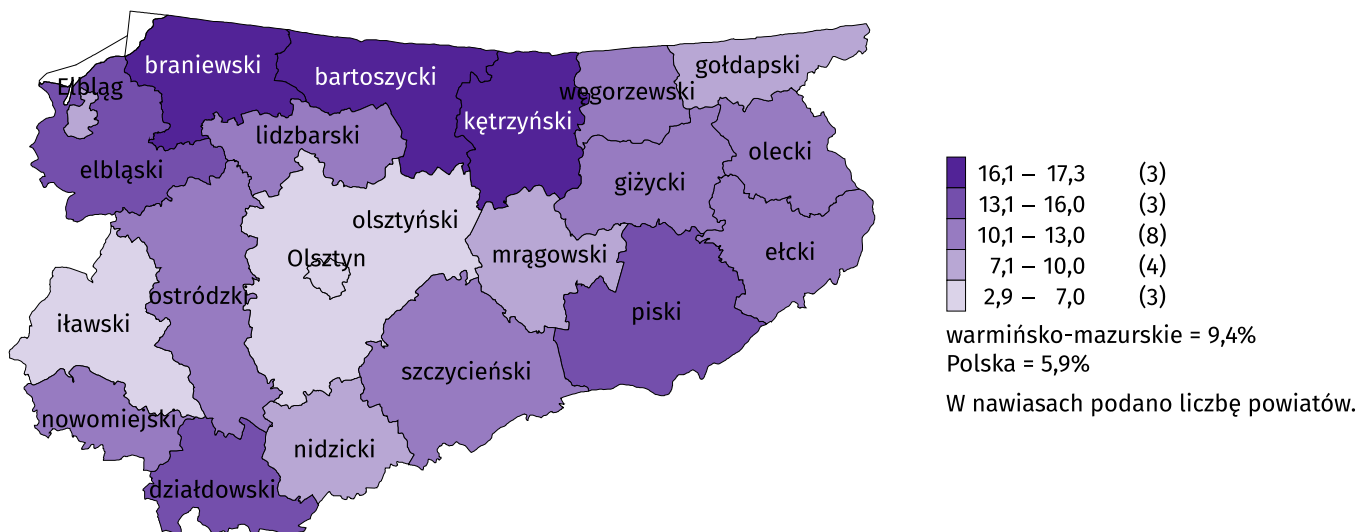 braniewski
bartoszycki
gołdapski
Elbląg
węgorzewski
kętrzyński
lidzbarski
olecki
elbląski
giżycki
olsztyński
mrągowski
ełcki
Olsztyn
ostródzki
iławski
piski
szczycieński
nowomiejski
nidzicki
działdowski
16,1 – 17,3 (3)
13,1 – 16,0 (3)
10,1 – 13,0 (8)
7,1 – 10,0 (4)
2,9 – 7,0 (3)
warmińsko-mazurskie = 9,4%
Polska = 5,9%
W nawiasach podano liczbę powiatów.